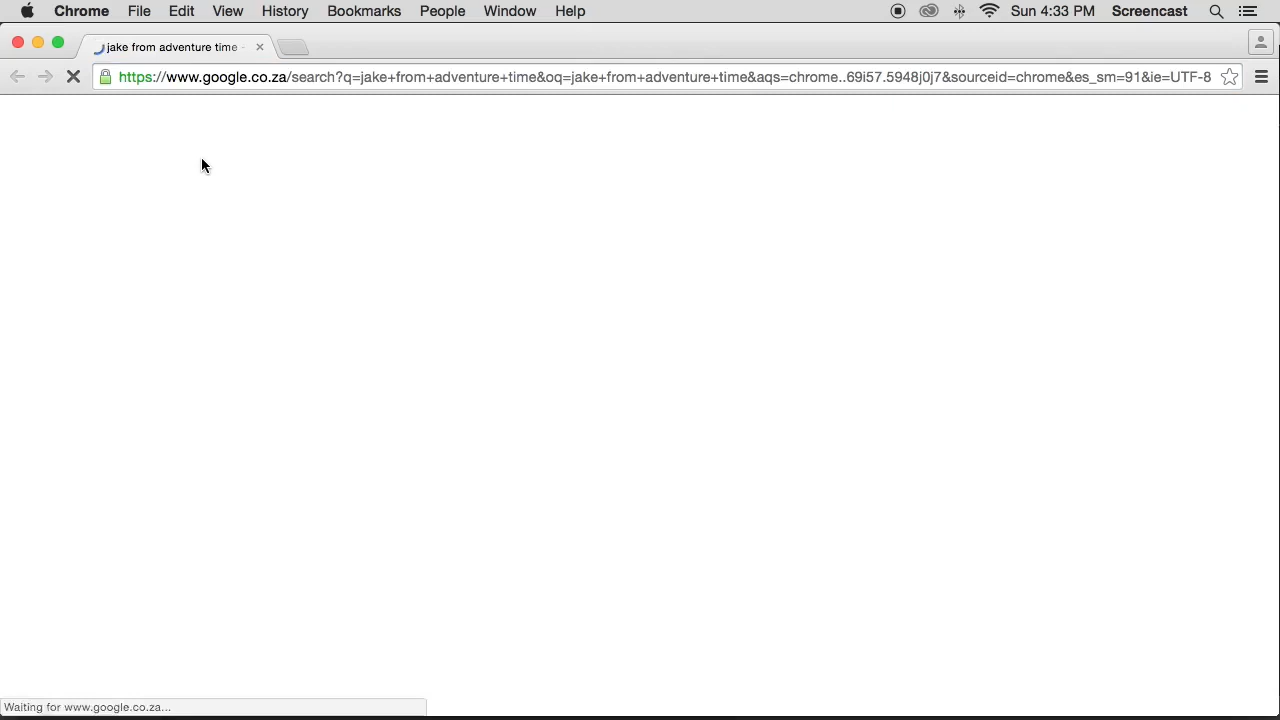 Chrome File Edit View History Bookmarks People Window Help Sun 4:33 PM Screencast
jake from adventure time -
https://www.google.co.za/search?q=jake+from+adventure+time&oq=jake+from+adventure+time&aqs=chrome..69i57.5948j0j7&sourceid=chrome&es_sm=91&ie=UTF-8
Waiting for www.google.co.za...